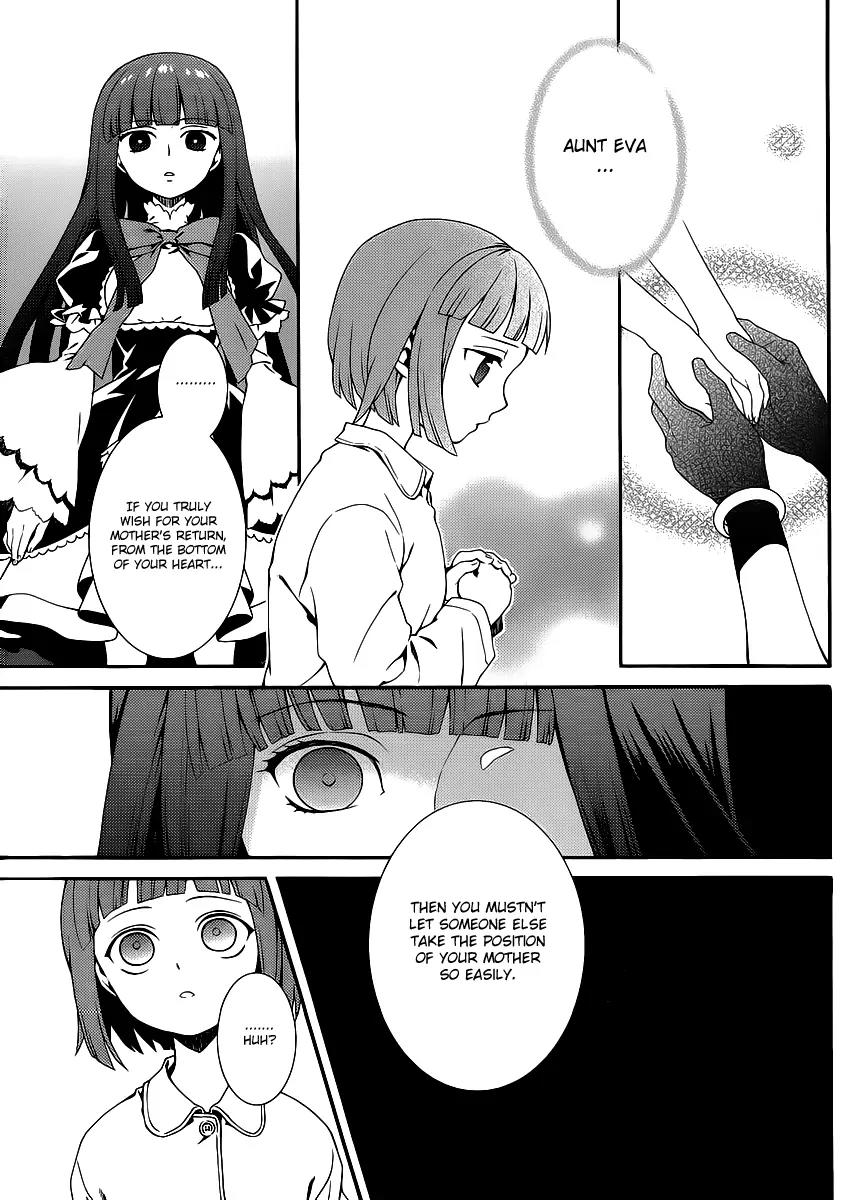 AUNT EVA
...
.........
IF YOU TRULY
WISH FOR YOUR
MOTHER'S RETURN,
FROM THE BOTTOM
OF YOUR HEART...
THEN YOU MUSTN'T
LET SOMEONE ELSE
TAKE THE POSITION
OF YOUR MOTHER
SO EASILY.
.......
HUH?